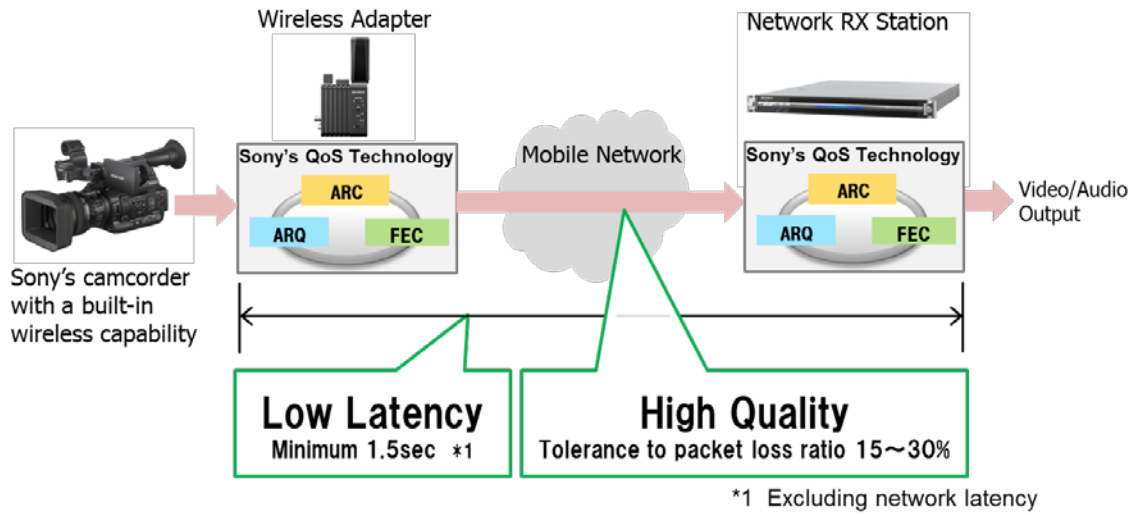 Wireless Adapter
Network RX Station
Sony's QoS Technology
ARC
ARQ
FEC
Mobile Network
Sony's QoS Technology
ARC
ARQ
FEC
Video/Audio
Output
Sony's camcorder
with a built-in
wireless capability
Low Latency
Minimum 1.5sec *1
High Quality
Tolerance to packet loss ratio 15～30%
*1 Excluding network latency